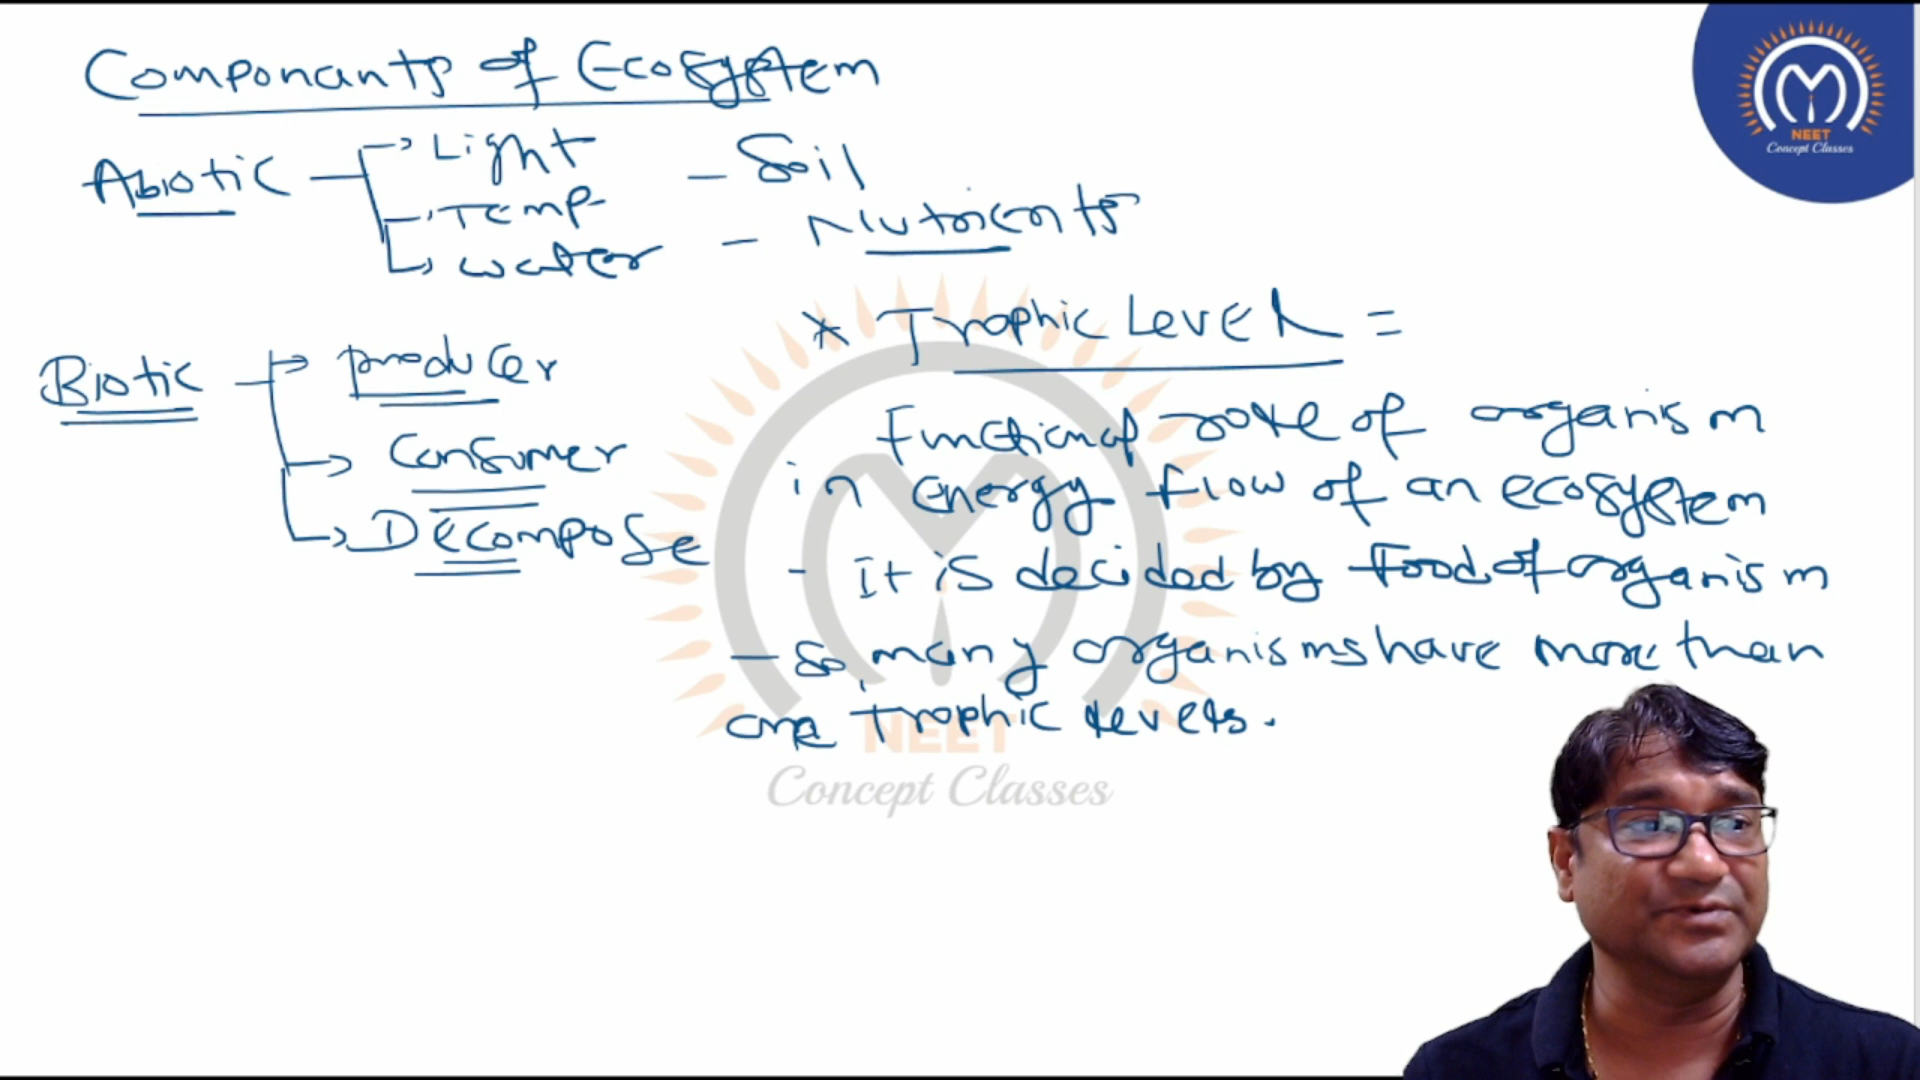 Componants of Ecosystem
Abiotic → Light - Soil
→ Temp - Nutrients
→ water
* Trophic Level =
Biotic → producer
→ Consumer
→ Decompose
Functional role of organism
in energy flow of an ecosystem
- It is decided by Food of organism
- so, many organisms have more than
one trophic levels.
NEET
Concept Classes
NEET
Concept Classes